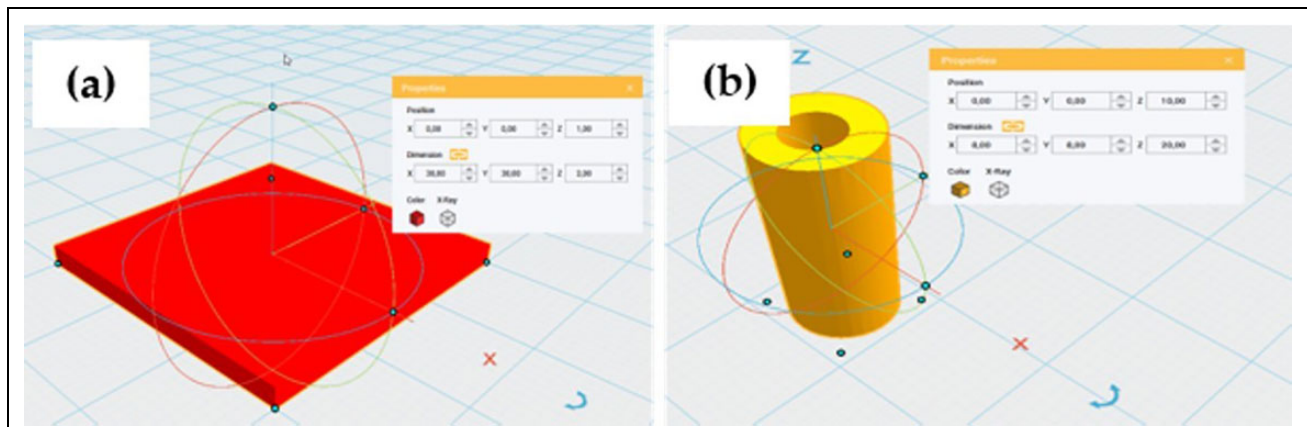 (a)
Properties
Position
X 0,00 Y 0,00 Z 1,00
Dimension
X 30,00 Y 30,00 Z 2,00
Color X-Ray
X
(b)
Z
Properties
Position
X 0,00 Y 0,00 Z 10,00
Dimension
X 8,00 Y 8,00 Z 20,00
Color X-Ray
X